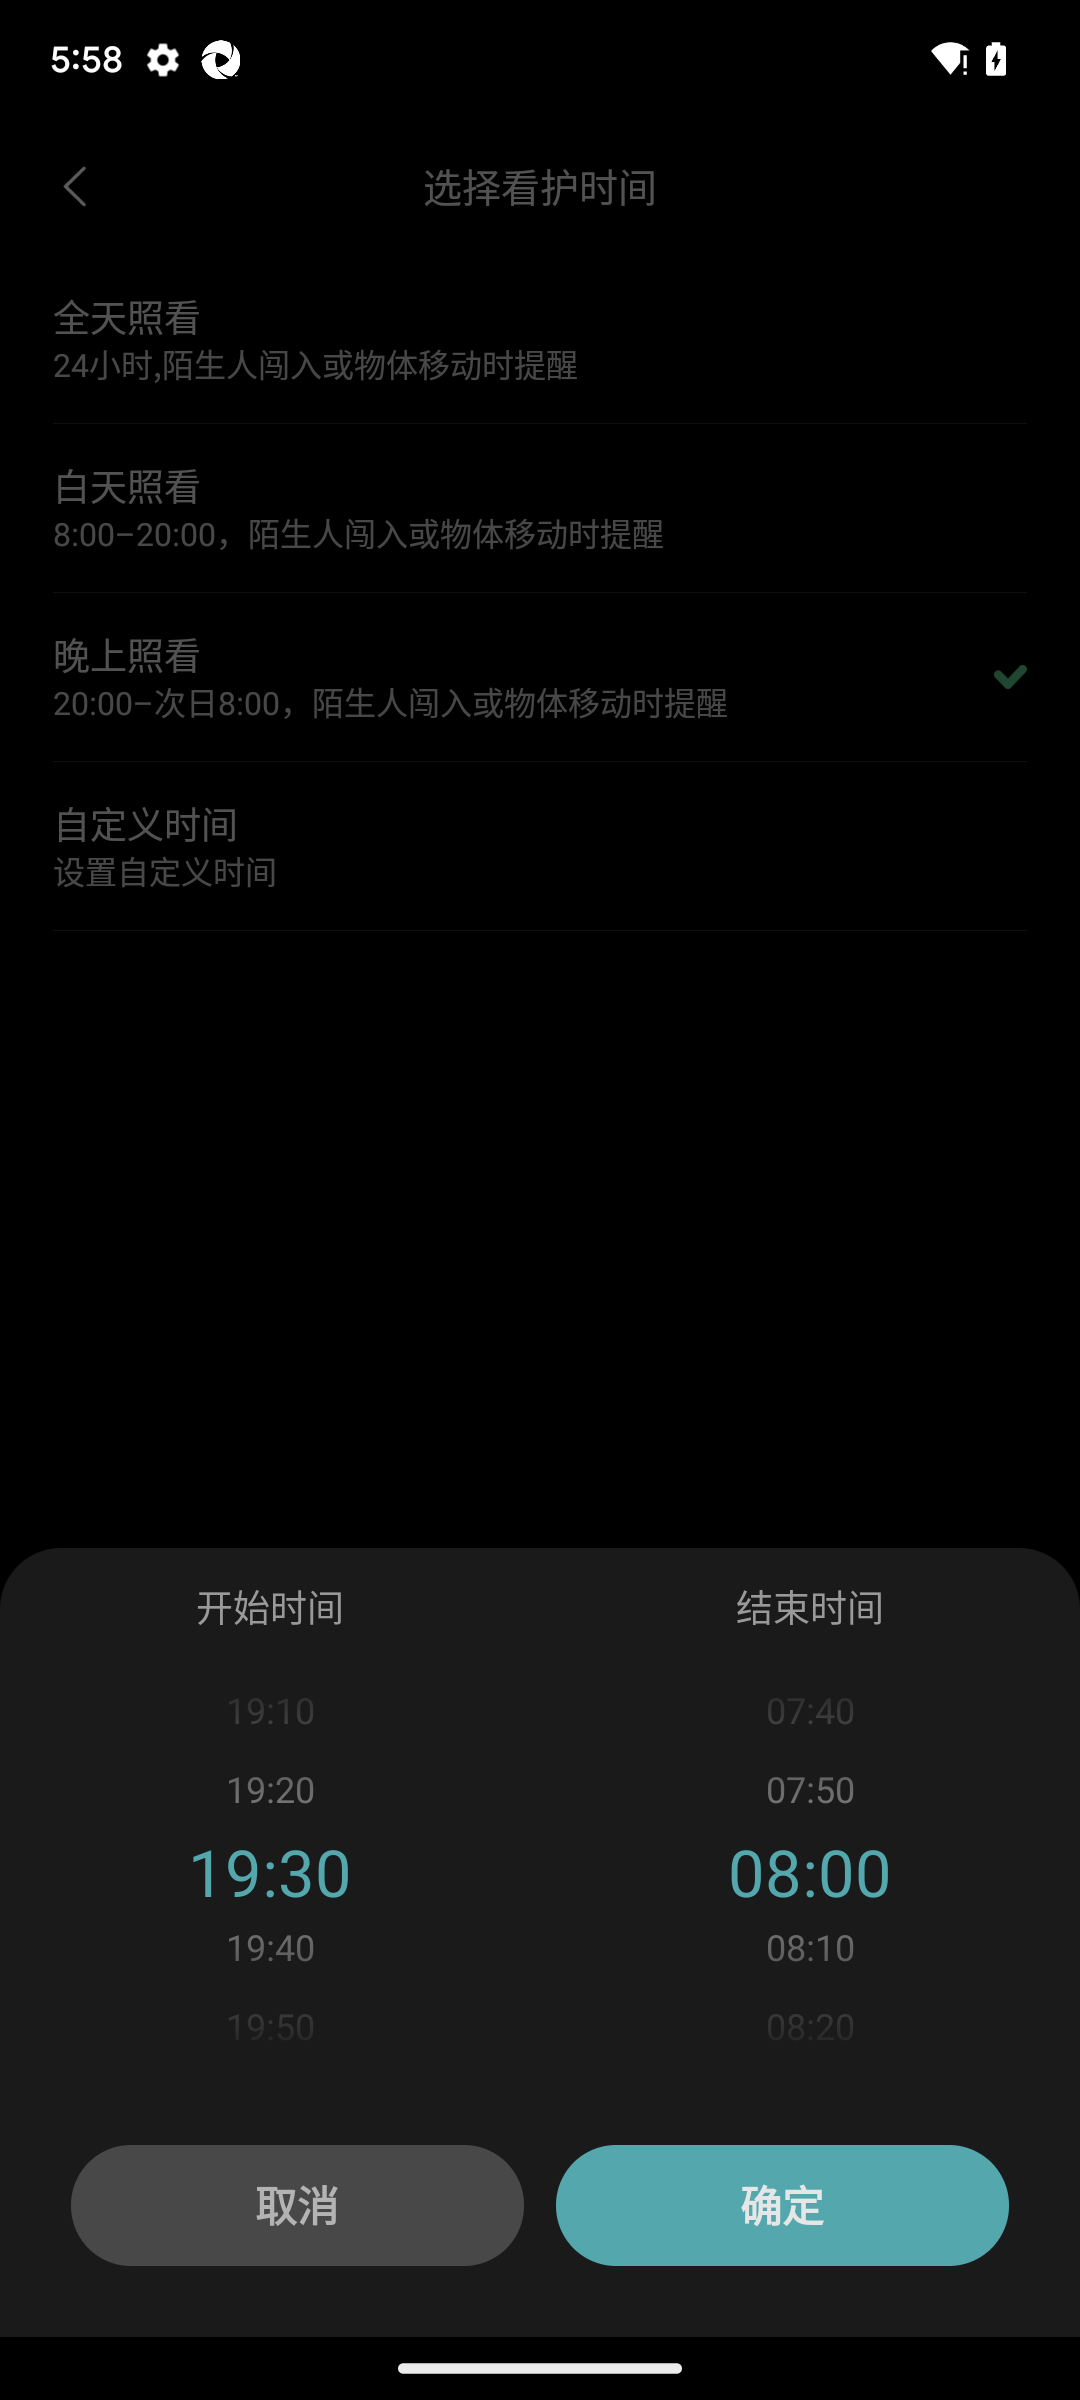 5:58
选择看护时间
全天照看
24小时,陌生人闯入或物体移动时提醒
白天照看
8:00-20:00，陌生人闯入或物体移动时提醒
晚上照看
20:00-次日8:00，陌生人闯入或物体移动时提醒
自定义时间
设置自定义时间
开始时间 结束时间
19:10 07:40
19:20 07:50
19:30 08:00
19:40 08:10
19:50 08:20
取消 确定